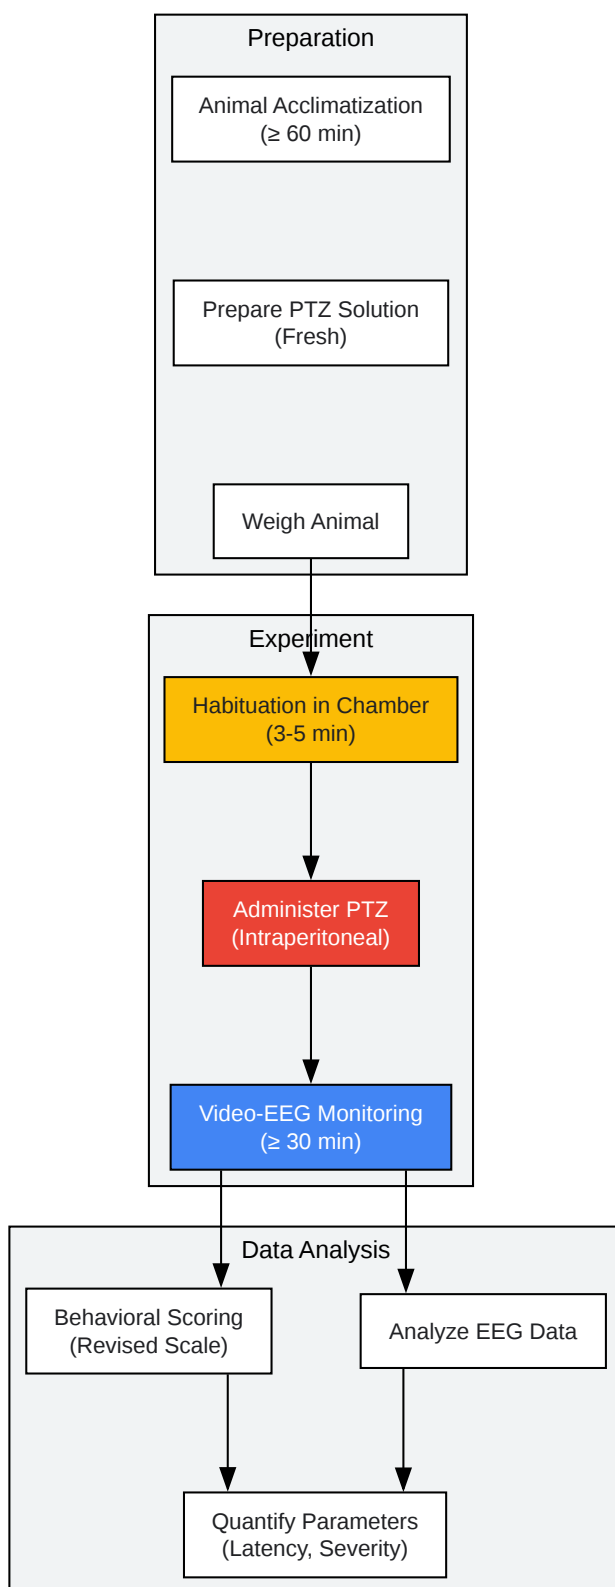 Preparation
Animal Acclimatization
(≥ 60 min)
Prepare PTZ Solution
(Fresh)
Weigh Animal
Experiment
Habituation in Chamber
(3-5 min)
Administer PTZ
(Intraperitoneal)
Video-EEG Monitoring
(≥ 30 min)
Data Analysis
Behavioral Scoring
(Revised Scale)
Analyze EEG Data
Quantify Parameters
(Latency, Severity)